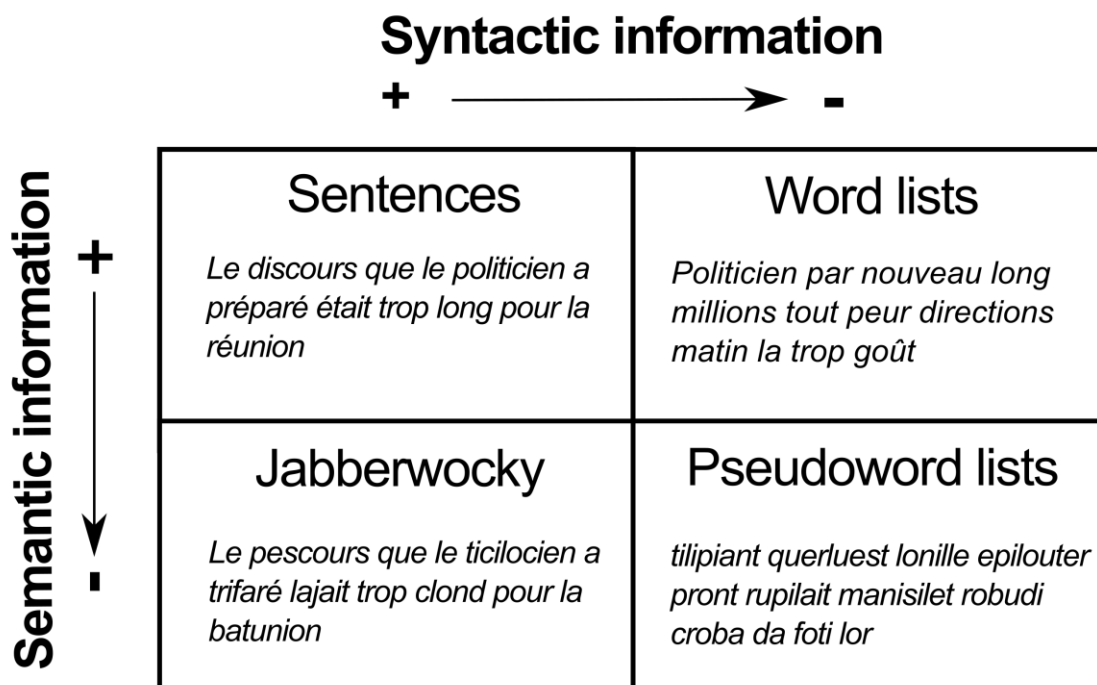 Syntactic information
+ -
Semantic information
+
-
Sentences
Le discours que le politicien a
préparé était trop long pour la
réunion
Word lists
Politicien par nouveau long
millions tout peur directions
matin la trop goût
Jabberwocky
Le pescours que le ticilocien a
trifaré lajait trop clond pour la
batunion
Pseudoword lists
tilipiant querluest lonille epilouter
pront rupilait manisilet robudi
croba da foti lor